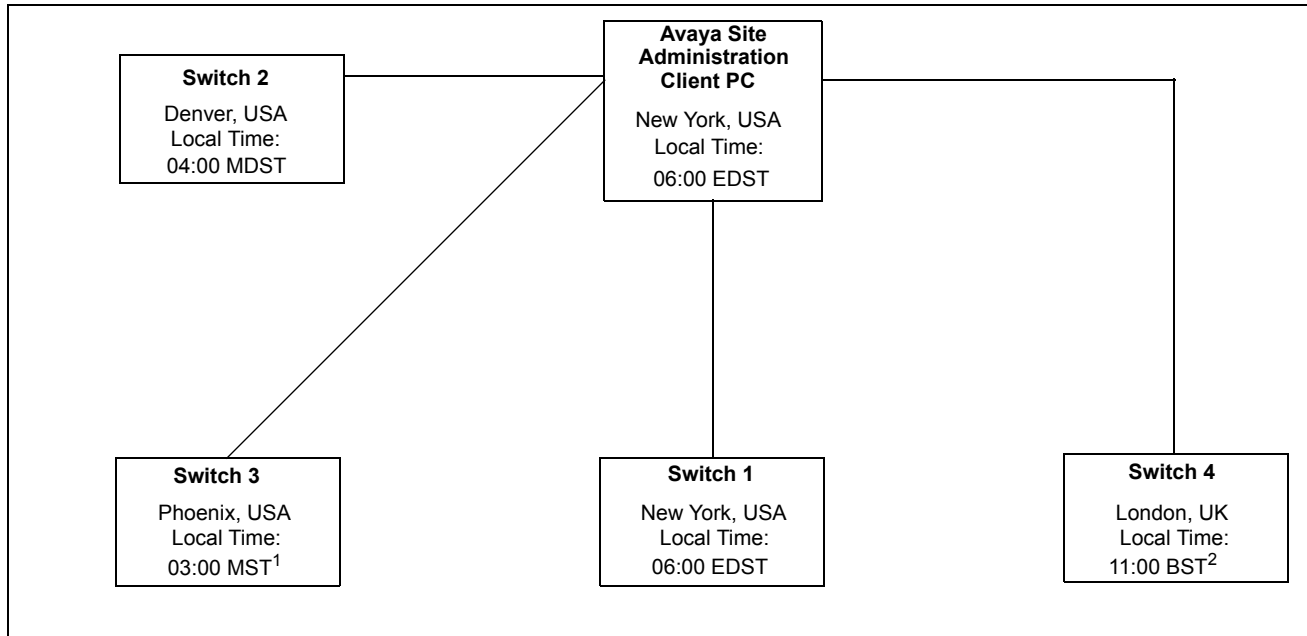 Avaya Site
Administration
Client PC
New York, USA
Local Time:
06:00 EDST
Switch 2
Denver, USA
Local Time:
04:00 MDST
Switch 3
Phoenix, USA
Local Time:
03:00 MST1
Switch 1
New York, USA
Local Time:
06:00 EDST
Switch 4
London, UK
Local Time:
11:00 BST2